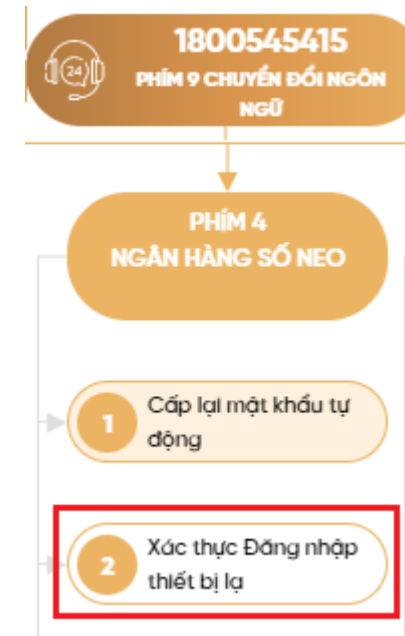 1800545415
24
PHÍM 9 CHUYỂN ĐỔI NGÔN
NGỮ
PHÍM 4
NGÂN HÀNG SỐ NEO
1
Cấp lại mật khẩu tự
động
2
Xác thực Đăng nhập
thiết bị lạ